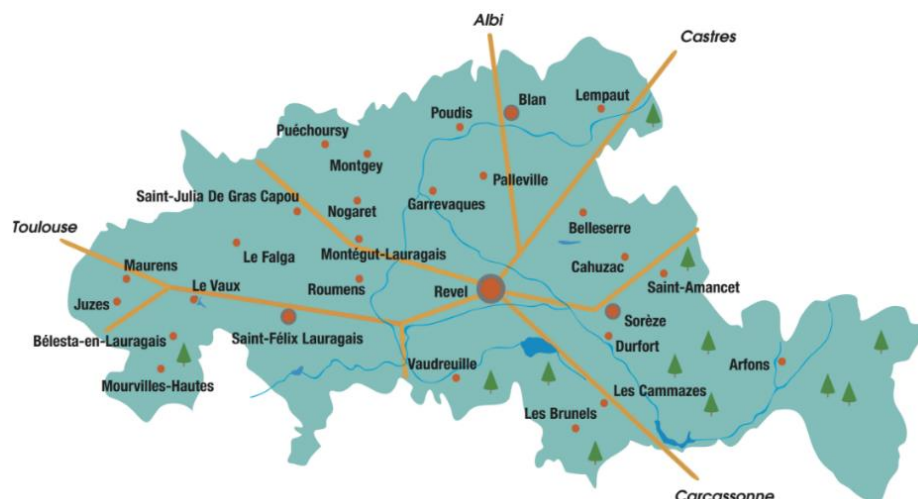 Albi
Castres
Blan
Lempaut
Poudis
Puéchoursy
Montgey
Palleville
Saint-Julia De Gras Capou
Nogaret
Garrevaques
Belleserre
Toulouse
Le Falga
Montégut-Lauragais
Cahuzac
Maurens
Saint-Amancet
Le Vaux
Roumens
Revel
Juzes
Sorèze
Bélesta-en-Lauragais
Saint-Félix Lauragais
Durfort
Vaudreuille
Arfons
Mourvilles-Hautes
Les Cammazes
Les Brunels
Carcassonne